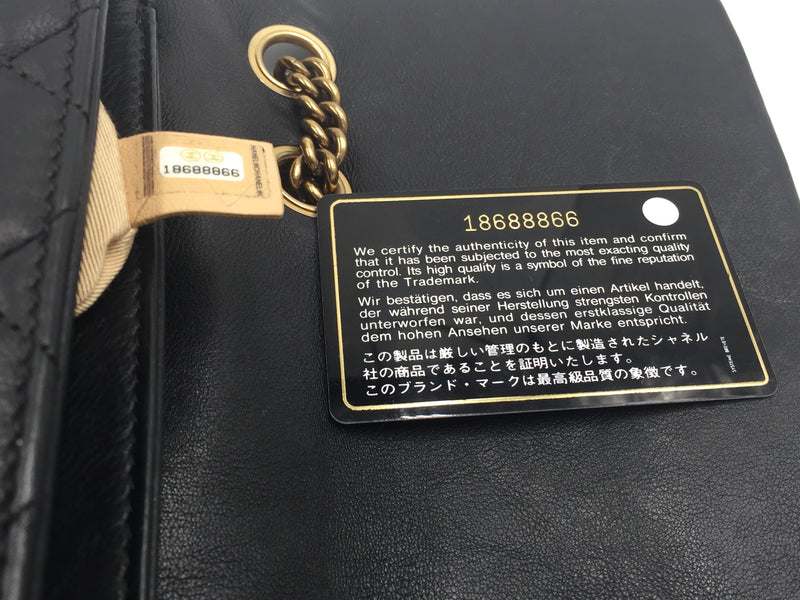 18688866
18688866
We certify the authenticity of this item and confirm
that it has been subjected to the most exacting quality
control. Its high quality is a symbol of the fine reputation
of the Trademark.
Wir bestätigen, dass es sich um einen Artikel handelt,
der während seiner Herstellung strengsten Kontrollen
unterworfen war, und dessen erstklassige Qualität
dem hohen Ansehen unserer Marke entspricht.
この製品は厳しい管理のもとに製造されたシャネル
社の商品であることを証明いたします。
このブランド・マークは最高級品質の象徴です。